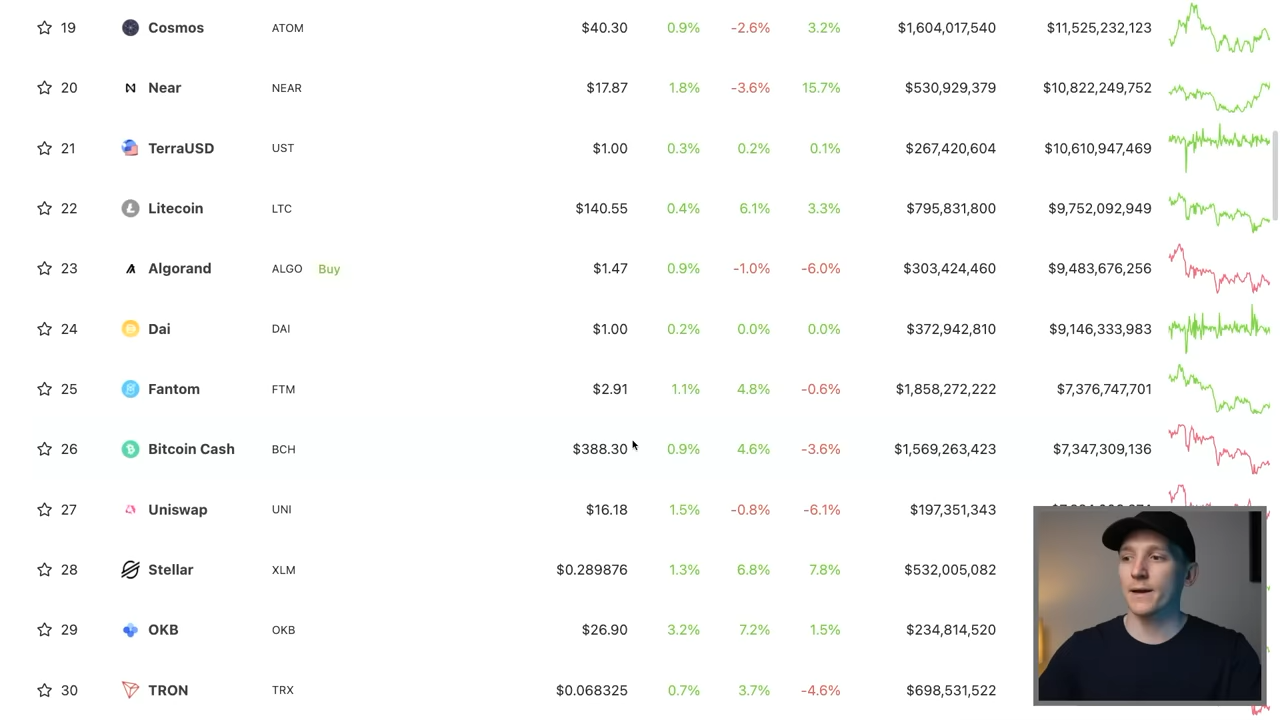 19 Cosmos ATOM $40.30 0.9% -2.6% 3.2% $1,604,017,540 $11,525,232,123
20 Near NEAR $17.87 1.8% -3.6% 15.7% $530,929,379 $10,822,249,752
21 TerraUSD UST $1.00 0.3% 0.2% 0.1% $267,420,604 $10,610,947,469
22 Litecoin LTC $140.55 0.4% 6.1% 3.3% $795,831,800 $9,752,092,949
23 Algorand ALGO Buy $1.47 0.9% -1.0% -6.0% $303,424,460 $9,483,676,256
24 Dai DAI $1.00 0.2% 0.0% 0.0% $372,942,810 $9,146,333,983
25 Fantom FTM $2.91 1.1% 4.8% -0.6% $1,858,272,222 $7,376,747,701
26 Bitcoin Cash BCH $388.30 0.9% 4.6% -3.6% $1,569,263,423 $7,347,309,136
27 Uniswap UNI $16.18 1.5% -0.8% -6.1% $197,351,343
28 Stellar XLM $0.289876 1.3% 6.8% 7.8% $532,005,082
29 OKB OKB $26.90 3.2% 7.2% 1.5% $234,814,520
30 TRON TRX $0.068325 0.7% 3.7% -4.6% $698,531,522